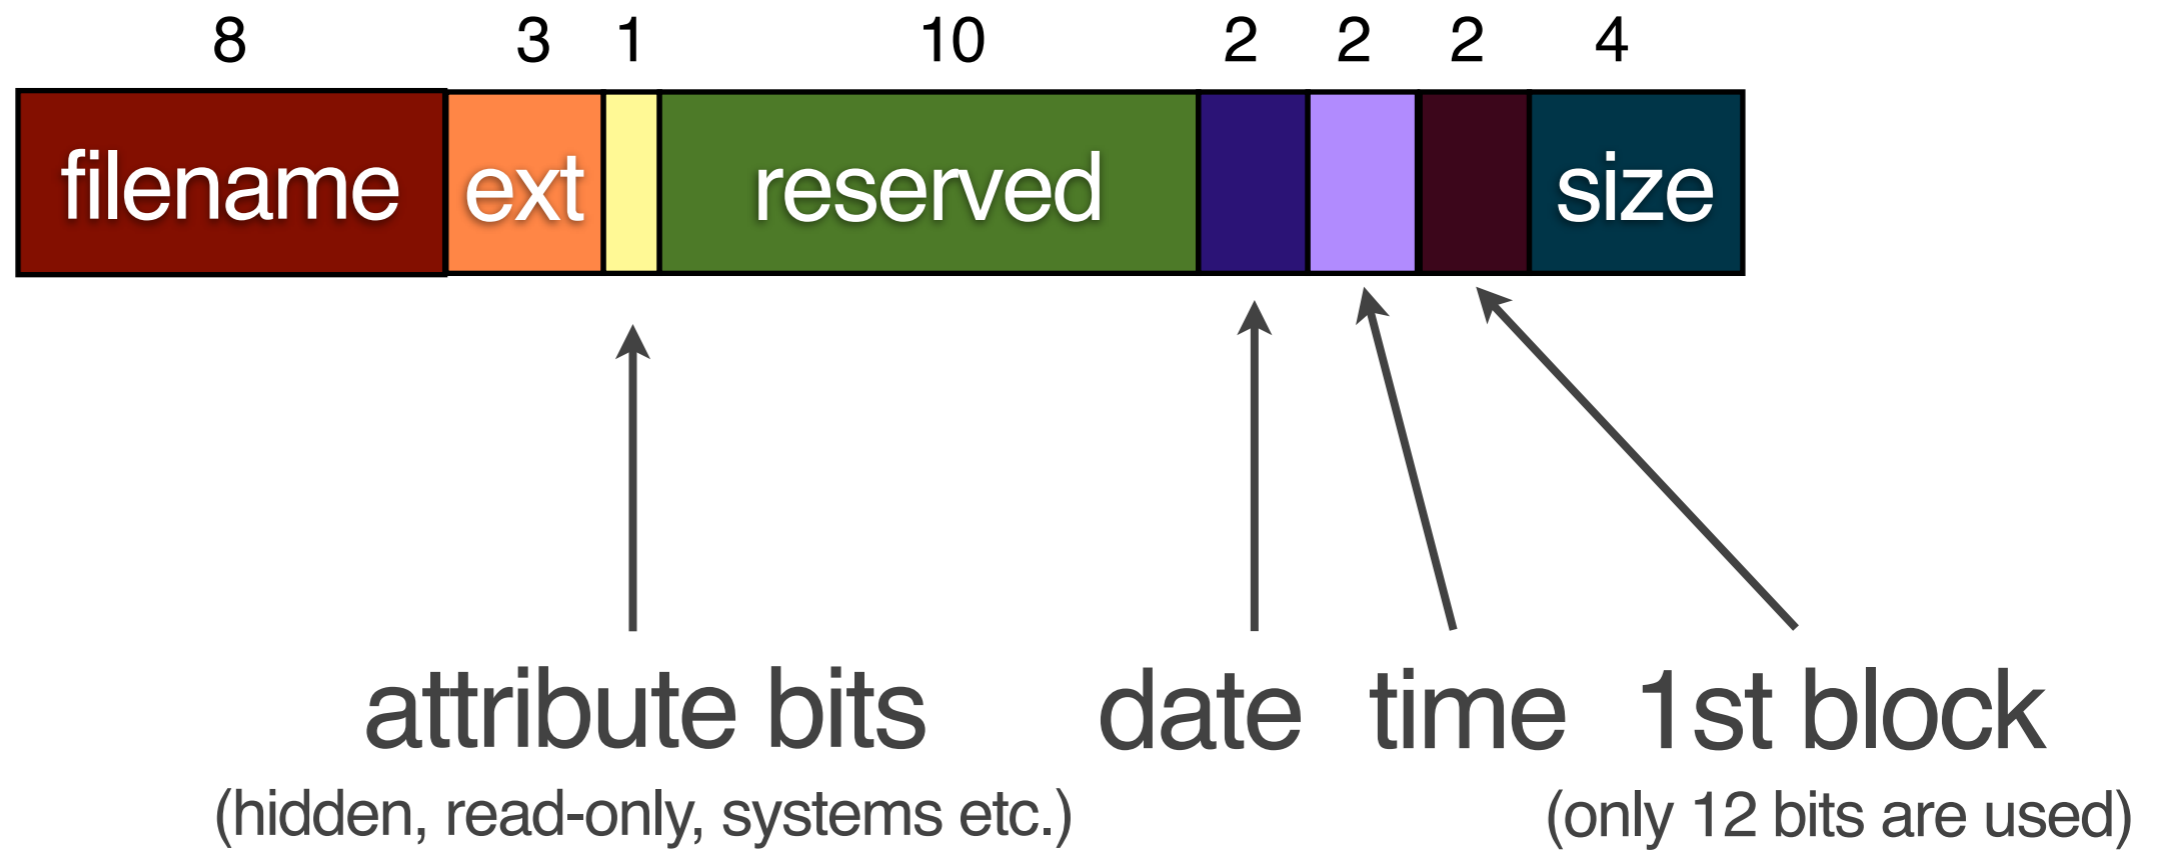 8 3 1 10 2 2 2 4
filename ext reserved size
attribute bits date time 1st block
(hidden, read-only, systems etc.) (only 12 bits are used)